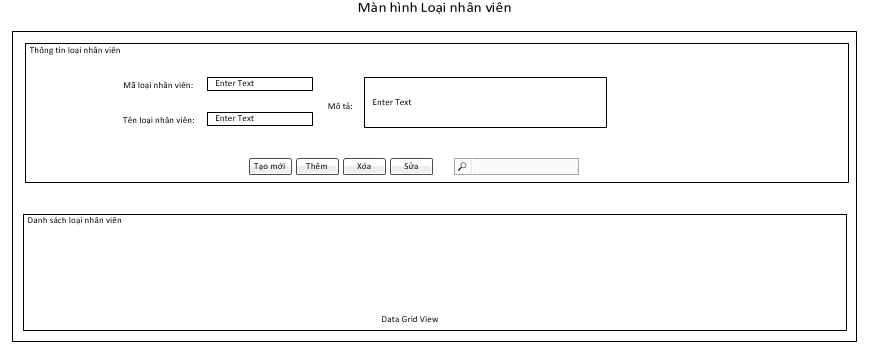 Màn hình Loại nhân viên
Thông tin loại nhân viên
Mã loại nhân viên:
Enter Text
Mô tả:
Enter Text
Tên loại nhân viên:
Enter Text
Tạo mới
Thêm
Xóa
Sửa
Danh sách loại nhân viên
Data Grid View